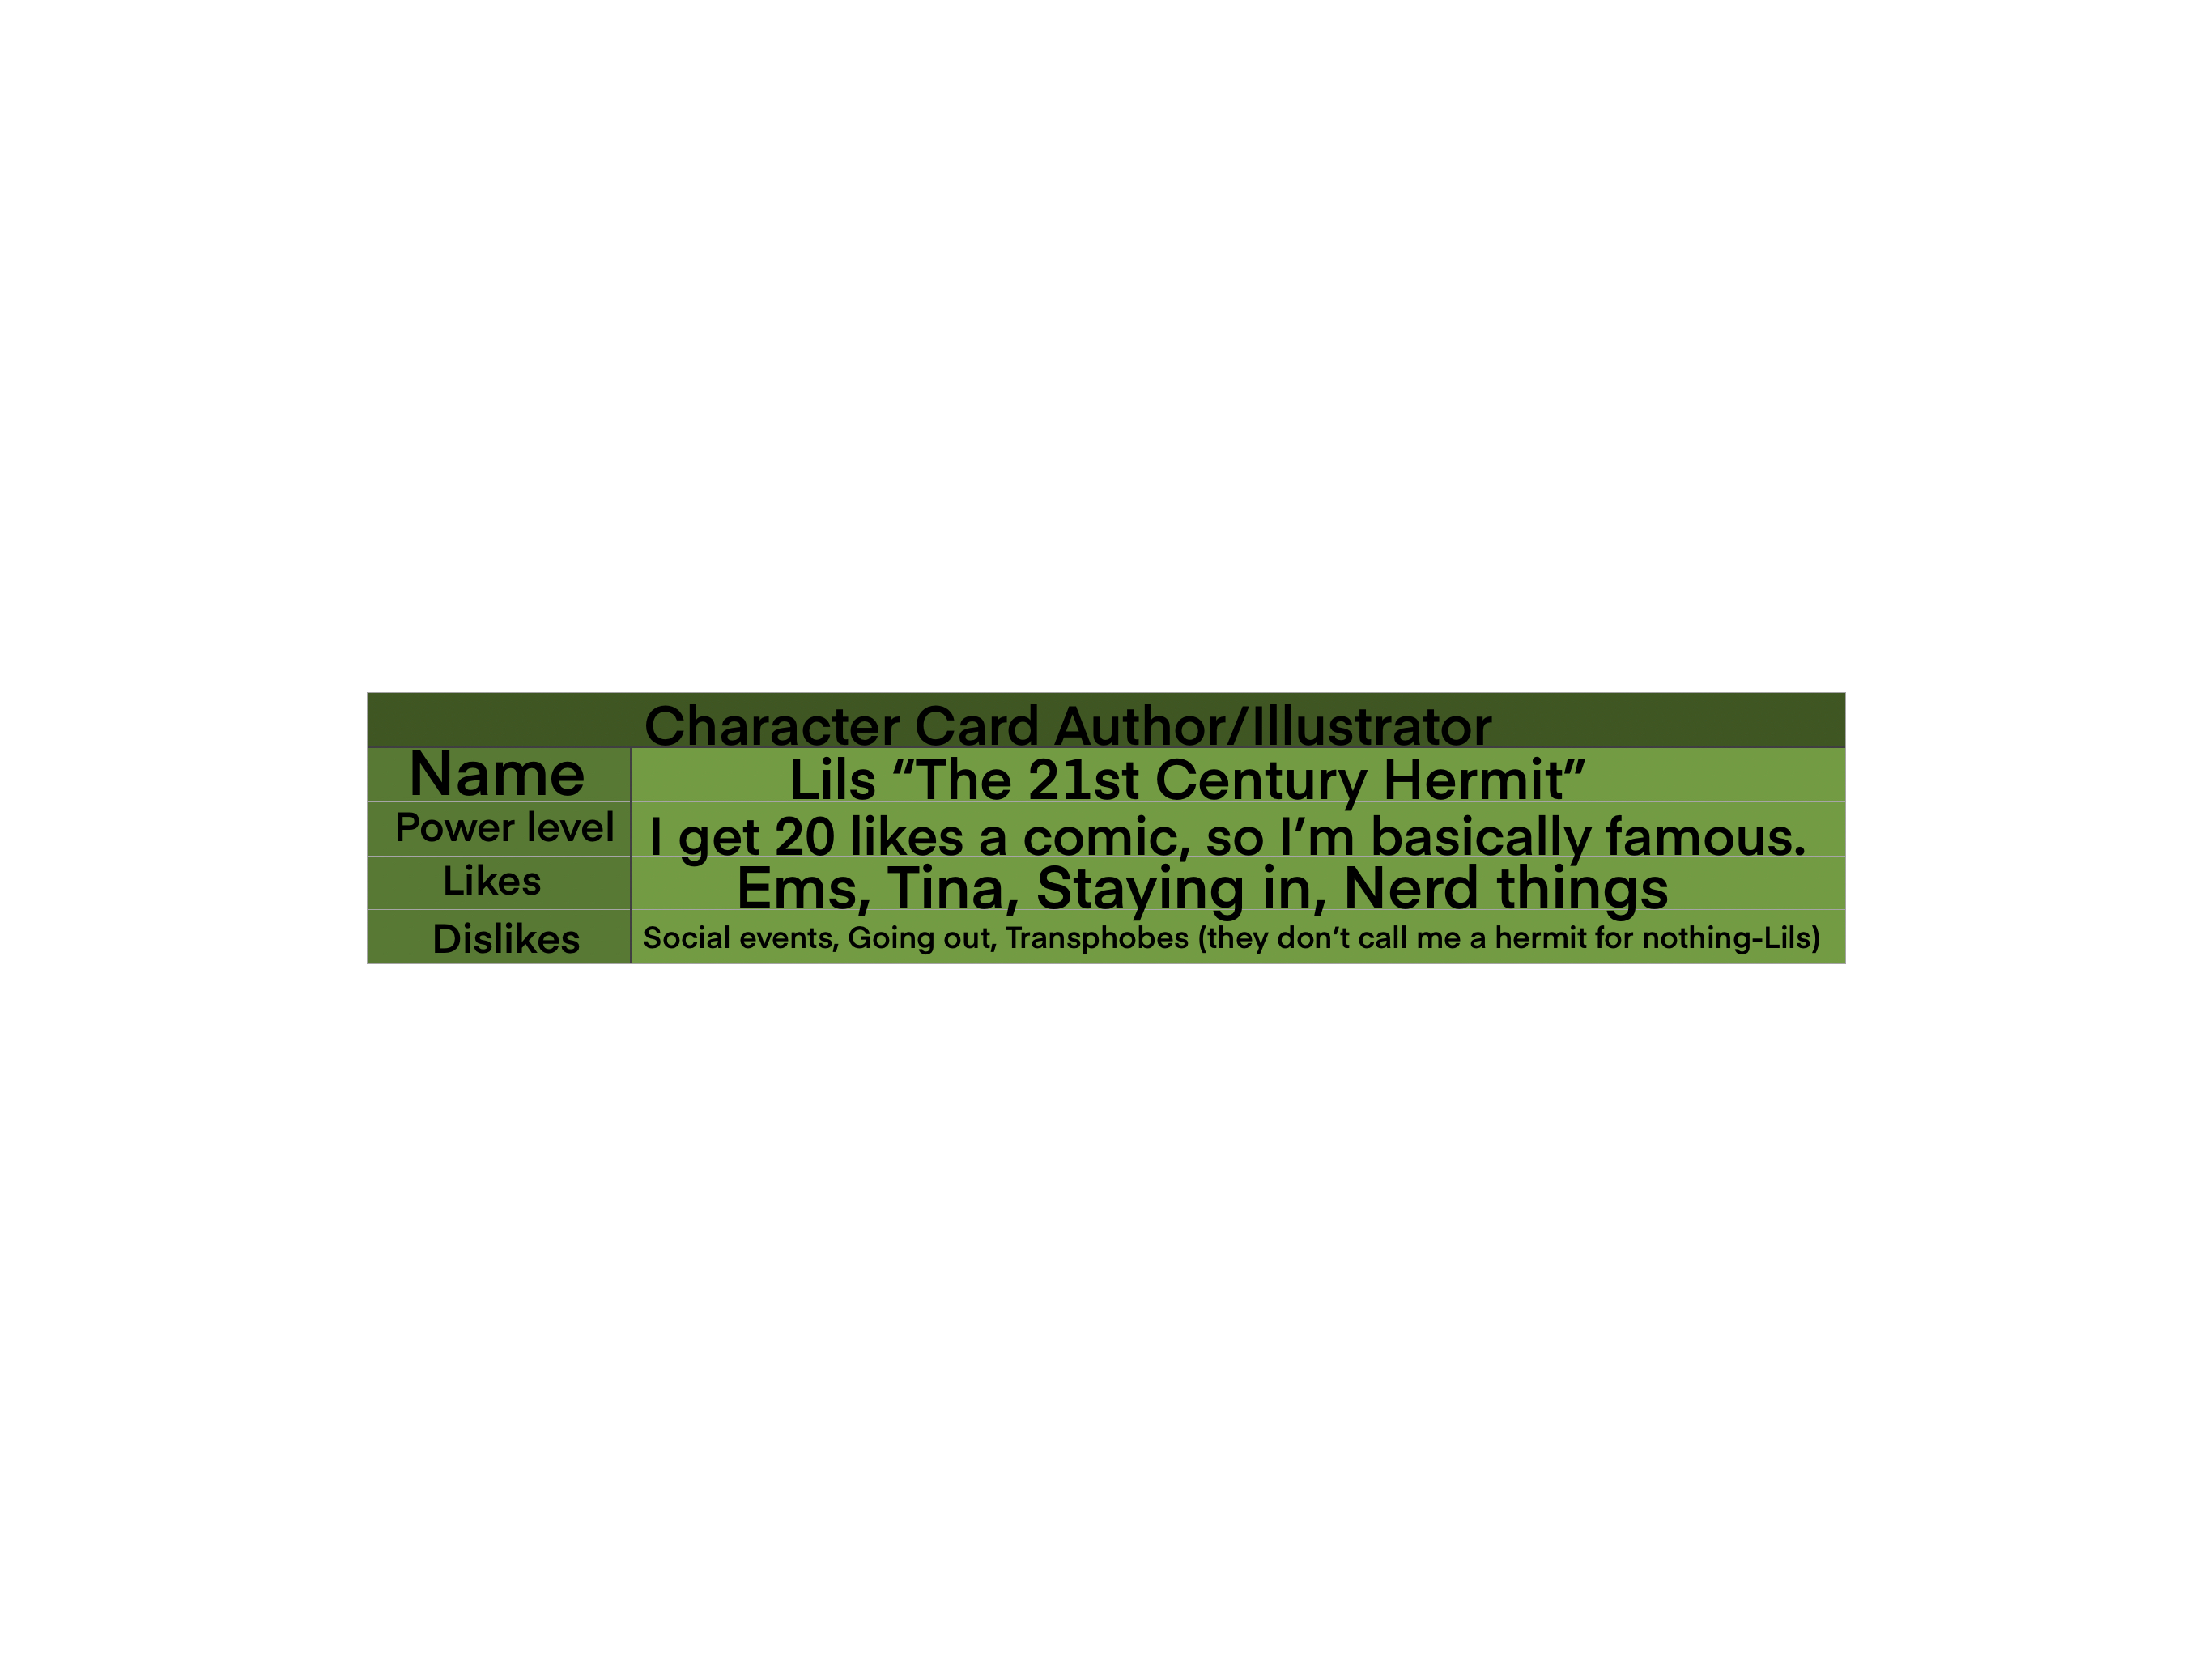 Character Card Author/Illustrator
Name Lils “The 21st Century Hermit”
Power level I get 20 likes a comic, so I’m basically famous.
Likes Ems, Tina, Staying in, Nerd things
Dislikes Social events, Going out, Transphobes (they don’t call me a hermit for nothing-Lils)